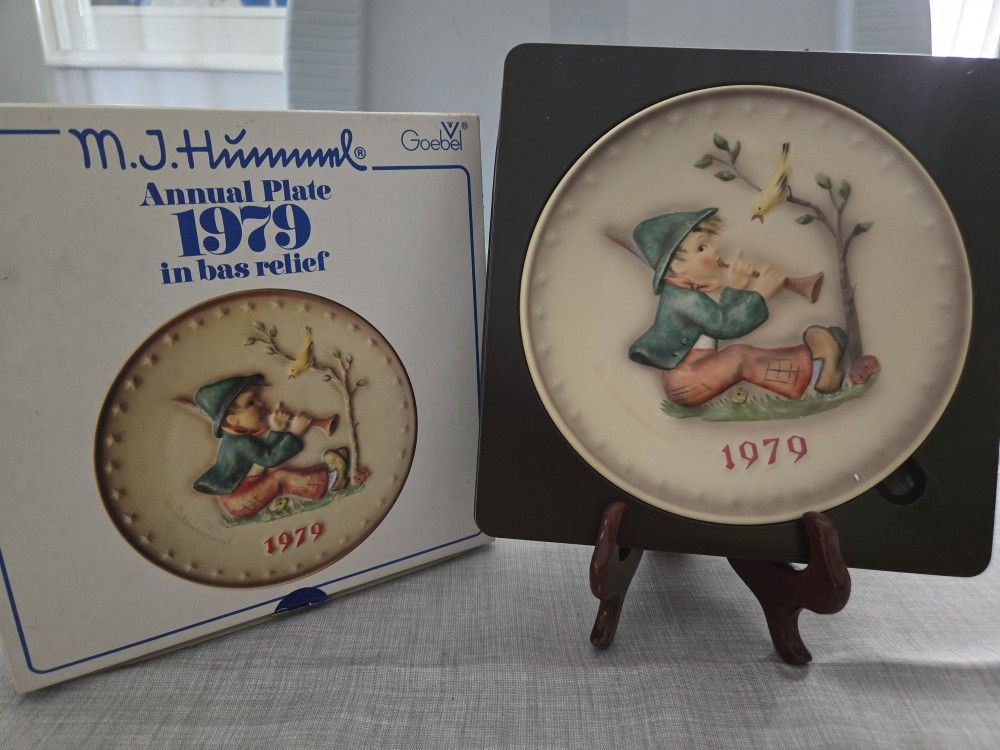 M.J.Hummel®
Goebel®
Annual Plate
1979
in bas relief
1979
1979